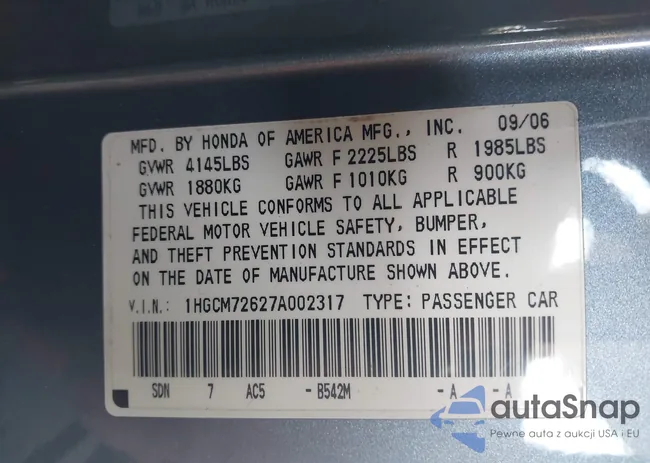 MFD. BY HONDA OF AMERICA MFG., INC. 09/06
GVWR 4145LBS GAWR F 2225LBS R 1985LBS
GVWR 1880KG GAWR F 1010KG R 900KG
THIS VEHICLE CONFORMS TO ALL APPLICABLE
FEDERAL MOTOR VEHICLE SAFETY, BUMPER,
AND THEFT PREVENTION STANDARDS IN EFFECT
ON THE DATE OF MANUFACTURE SHOWN ABOVE.
V.I.N.: 1HGCM72627A002317 TYPE: PASSENGER CAR
SDN 7 AC5 - B542M - A - A
autaSnap
Pewne auta z aukcji USA i EU